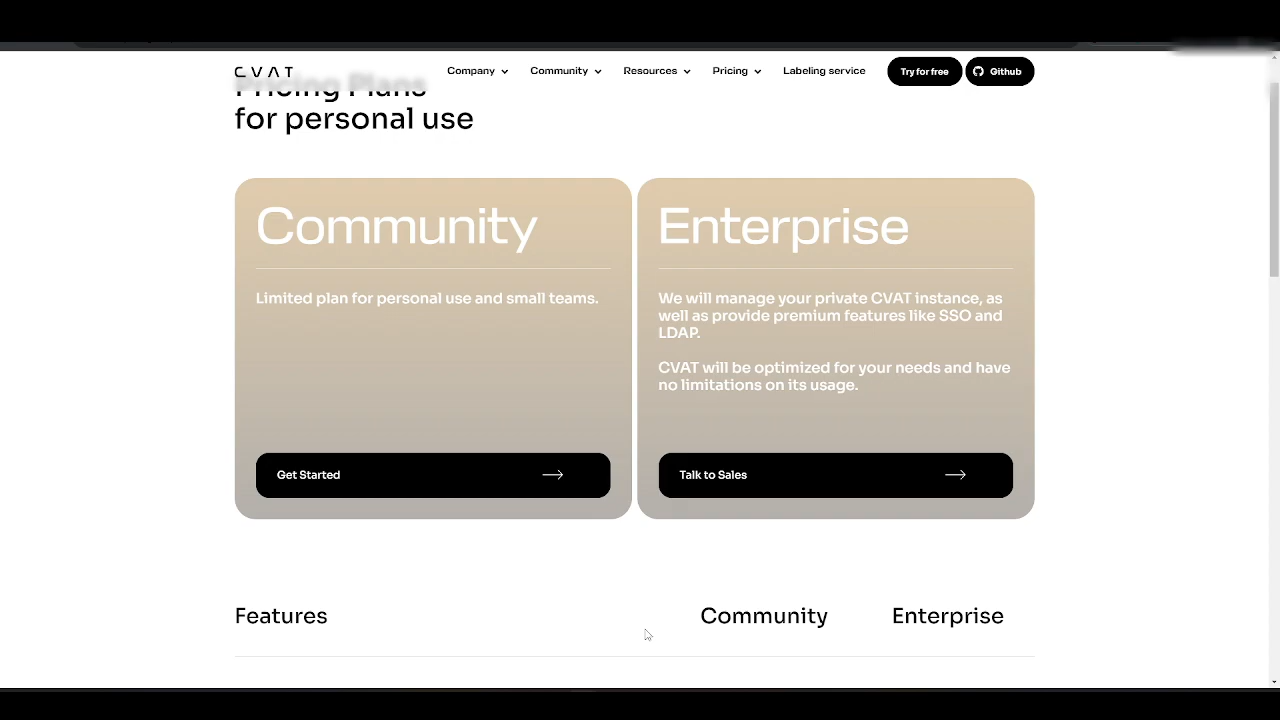 CVAT
Company
Community
Resources
Pricing
Labeling service
Try for free
Github
Pricing Plans
for personal use
Community
Limited plan for personal use and small teams.
Get Started
Enterprise
We will manage your private CVAT instance, as
well as provide premium features like SSO and
LDAP.
CVAT will be optimized for your needs and have
no limitations on its usage.
Talk to Sales
Features
Community
Enterprise